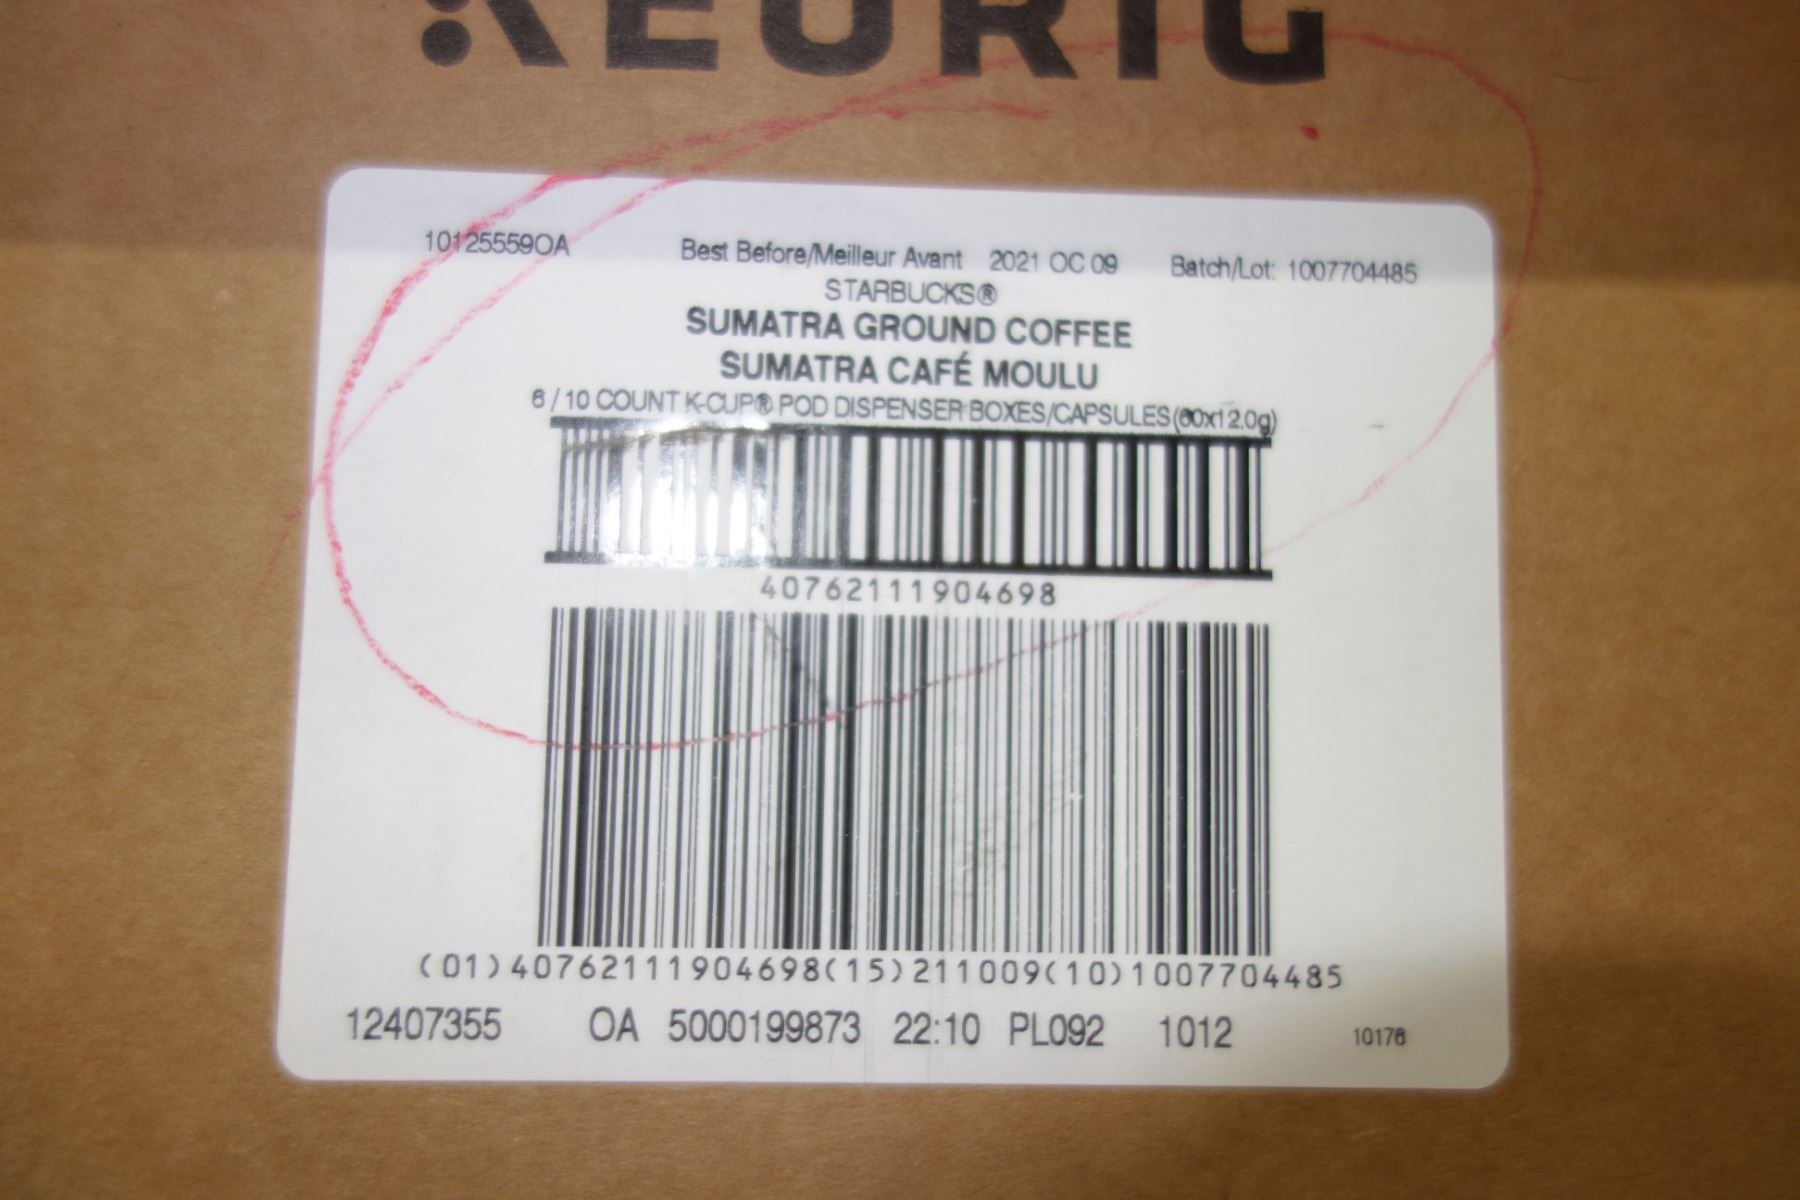 KEURIG
10125559OA Best Before/Meilleur Avant 2021 OC 09 Batch/Lot: 1007704485
STARBUCKS®
SUMATRA GROUND COFFEE
SUMATRA CAFÉ MOULU
6 / 10 COUNT K-CUP® POD DISPENSER BOXES/CAPSULES(60x12.0g)
40762111904698
(01)40762111904698(15)211009(10)1007704485
12407355 OA 5000199873 22:10 PL092 1012 10178